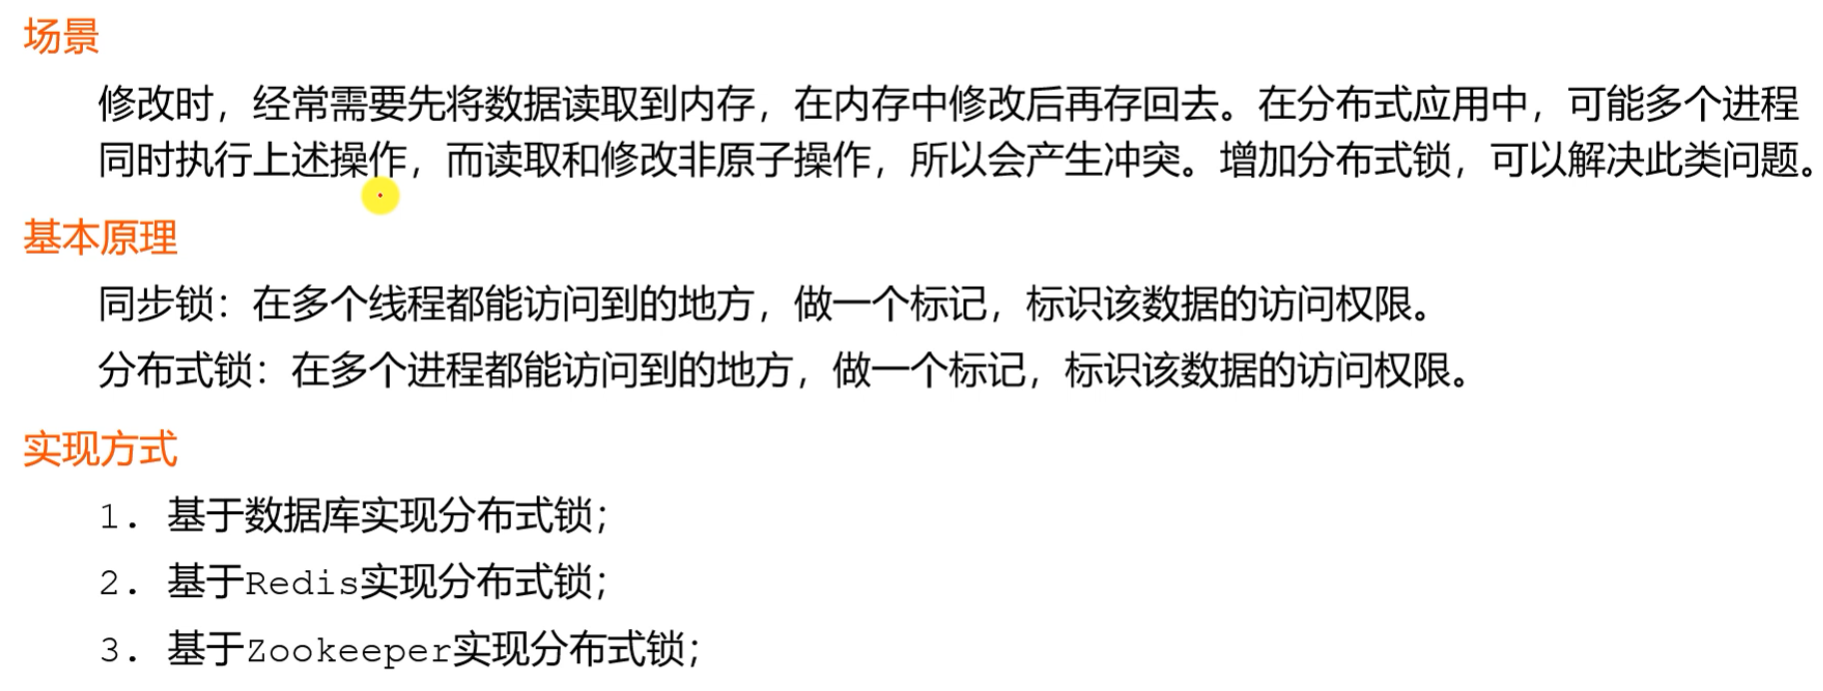 场景
修改时，经常需要先将数据读取到内存，在内存中修改后再存回去。在分布式应用中，可能多个进程
同时执行上述操作，而读取和修改非原子操作，所以会产生冲突。增加分布式锁，可以解决此类问题。
基本原理
同步锁：在多个线程都能访问到的地方，做一个标记，标识该数据的访问权限。
分布式锁：在多个进程都能访问到的地方，做一个标记，标识该数据的访问权限。
实现方式
1. 基于数据库实现分布式锁；
2. 基于Redis实现分布式锁；
3. 基于Zookeeper实现分布式锁；